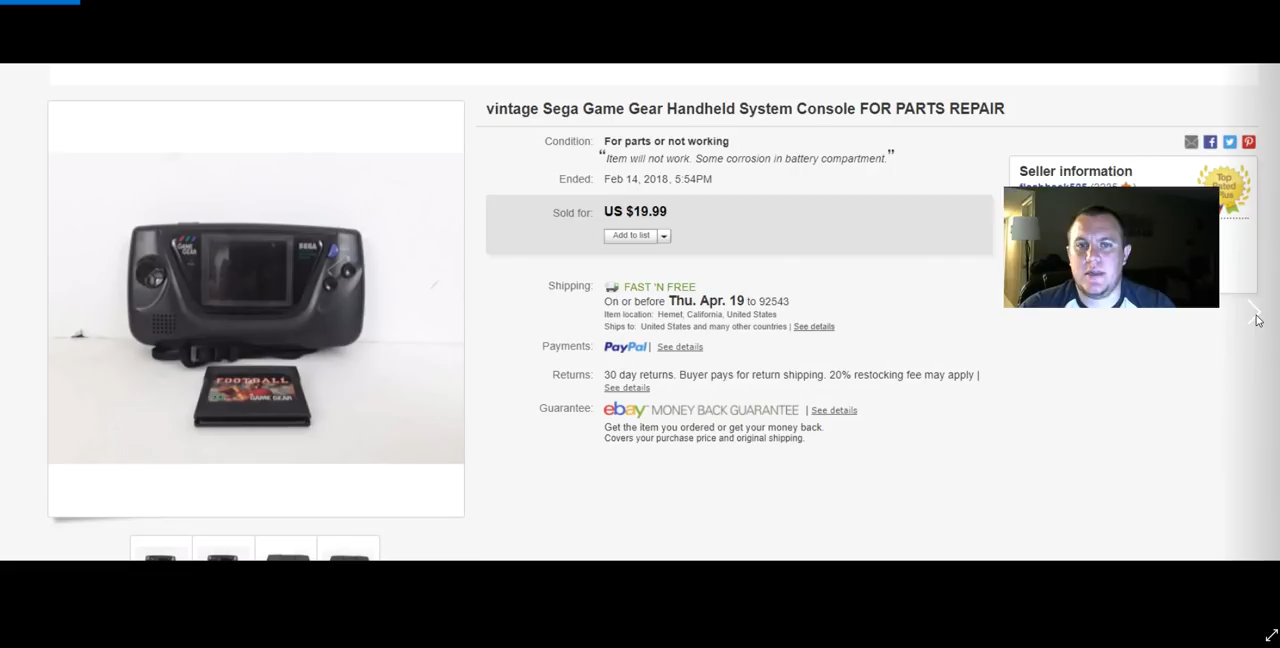 vintage Sega Game Gear Handheld System Console FOR PARTS REPAIR
Condition: For parts or not working
“Item will not work. Some corrosion in battery compartment.”
Ended: Feb 14, 2018, 5:54PM
Sold for: US $19.99
Add to list
Shipping: FAST 'N FREE
On or before Thu. Apr. 19 to 92543
Item location: Hemet, California, United States
Ships to: United States and many other countries | See details
Payments: PayPal | See details
Returns: 30 day returns. Buyer pays for return shipping. 20% restocking fee may apply |
See details
Guarantee: ebay MONEY BACK GUARANTEE | See details
Get the item you ordered or get your money back.
Covers your purchase price and original shipping.
Seller information
Top
Rated
Plus
GAME
GEAR
SEGA
FOOTBALL
GAME GEAR